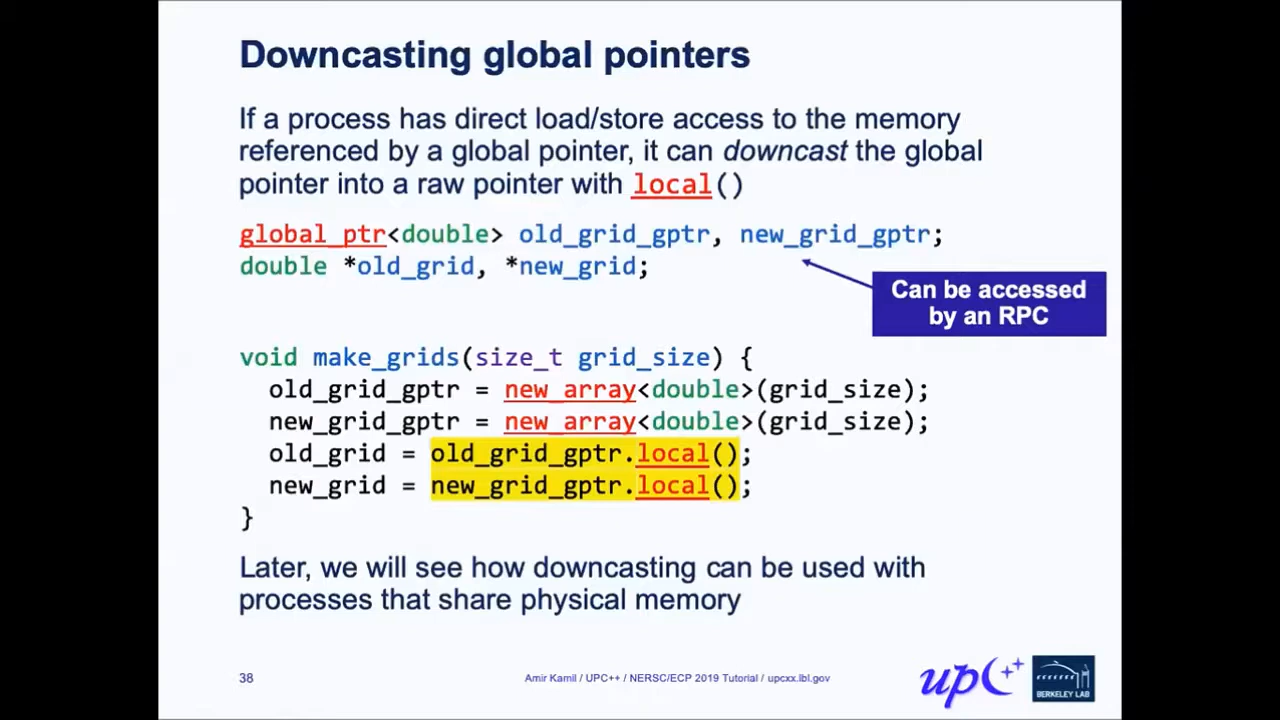 Downcasting global pointers
If a process has direct load/store access to the memory
referenced by a global pointer, it can downcast the global
pointer into a raw pointer with local()
global_ptr<double> old_grid_gptr, new_grid_gptr;
double *old_grid, *new_grid;
Can be accessed
by an RPC
void make_grids(size_t grid_size) {
  old_grid_gptr = new_array<double>(grid_size);
  new_grid_gptr = new_array<double>(grid_size);
  old_grid = old_grid_gptr.local();
  new_grid = new_grid_gptr.local();
}
Later, we will see how downcasting can be used with
processes that share physical memory
38
Amir Kamil / UPC++ / NERSC/ECP 2019 Tutorial / upcxx.lbl.gov
upC++
BERKELEY LAB